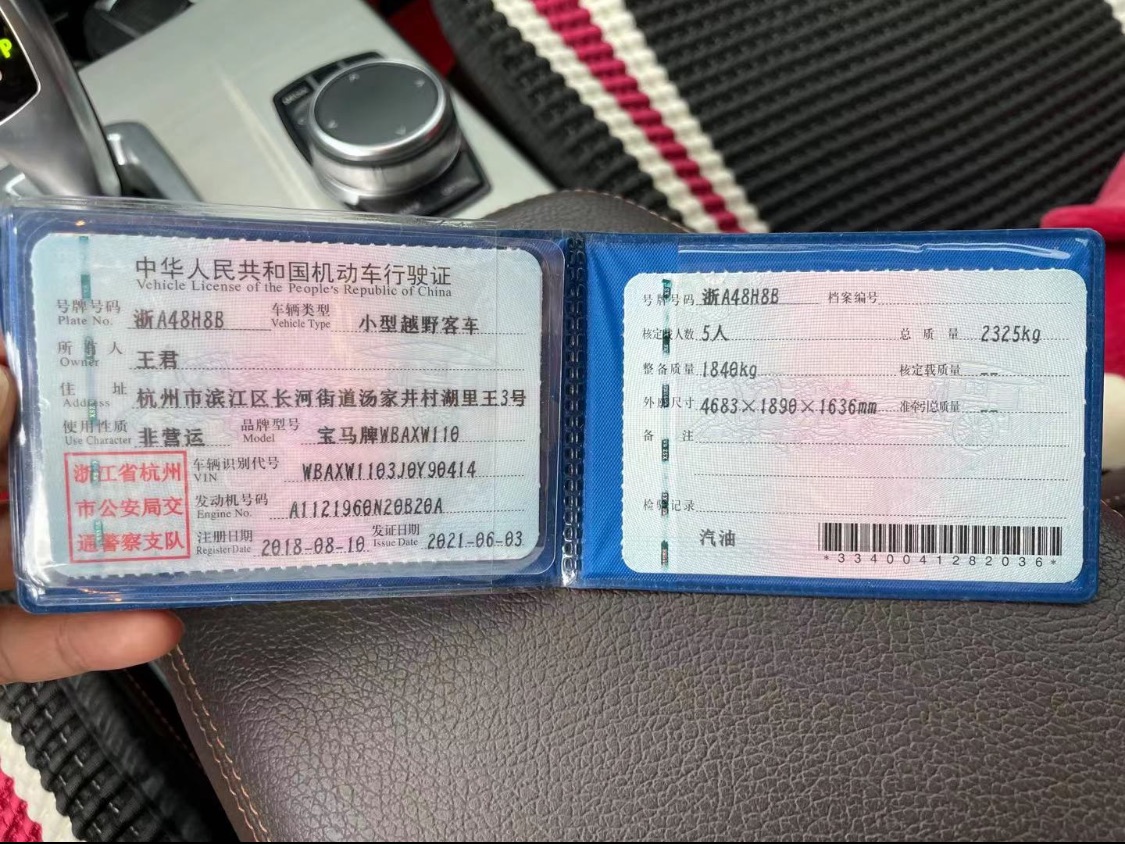 中华人民共和国机动车行驶证
Vehicle License of the People's Republic of China
号牌号码 浙A48H8B 车辆类型 小型越野客车
Plate No. Vehicle Type
所有人 王君
Owner
住址 杭州市滨江区长河街道汤家井村湖里王3号
Address
使用性质 非营运 品牌型号 宝马牌WBAXW110
Use Character Model
浙江省杭州
市公安局交
通警察支队
车辆识别代号 WBAXW1103J0Y90414
VIN
发动机号码 A1121960N20B20A
Engine No.
注册日期 2018-08-10 发证日期 2021-06-03
Register Date Issue Date
号牌号码 浙A48H8B 档案编号
核定载人数 5人 总质量 2325kg
整备质量 1840kg 核定载质量 --
外廓尺寸 4683×1890×1636mm 准牵引总质量 --
备注
检验记录
汽油
*3340041282036*
P